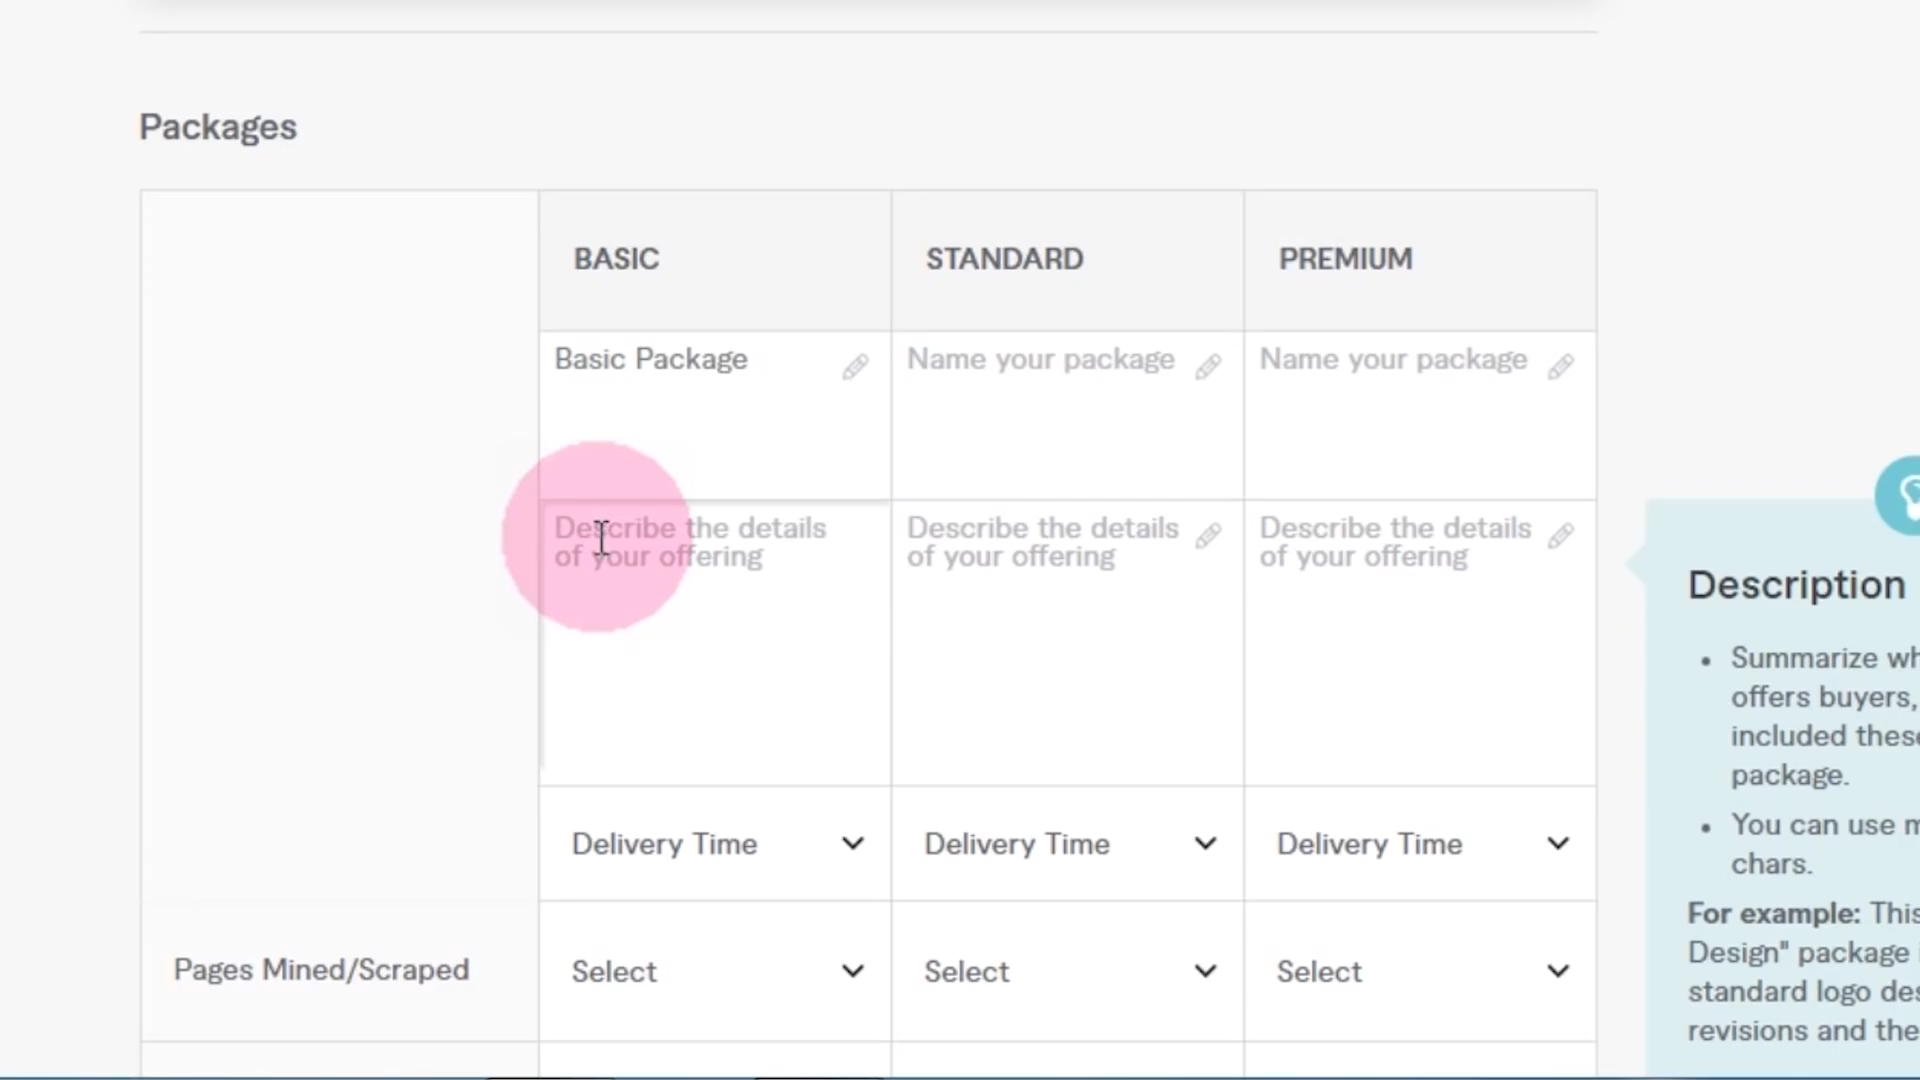 Packages
BASIC
STANDARD
PREMIUM
Basic Package
Name your package
Name your package
Describe the details
of your offering
Describe the details
of your offering
Describe the details
of your offering
Delivery Time
Delivery Time
Delivery Time
Pages Mined/Scraped
Select
Select
Select
Description
Summarize
offers buyers,
included
package.
You can use
chars.
For example: This
Design" package
standard logo
revisions and the